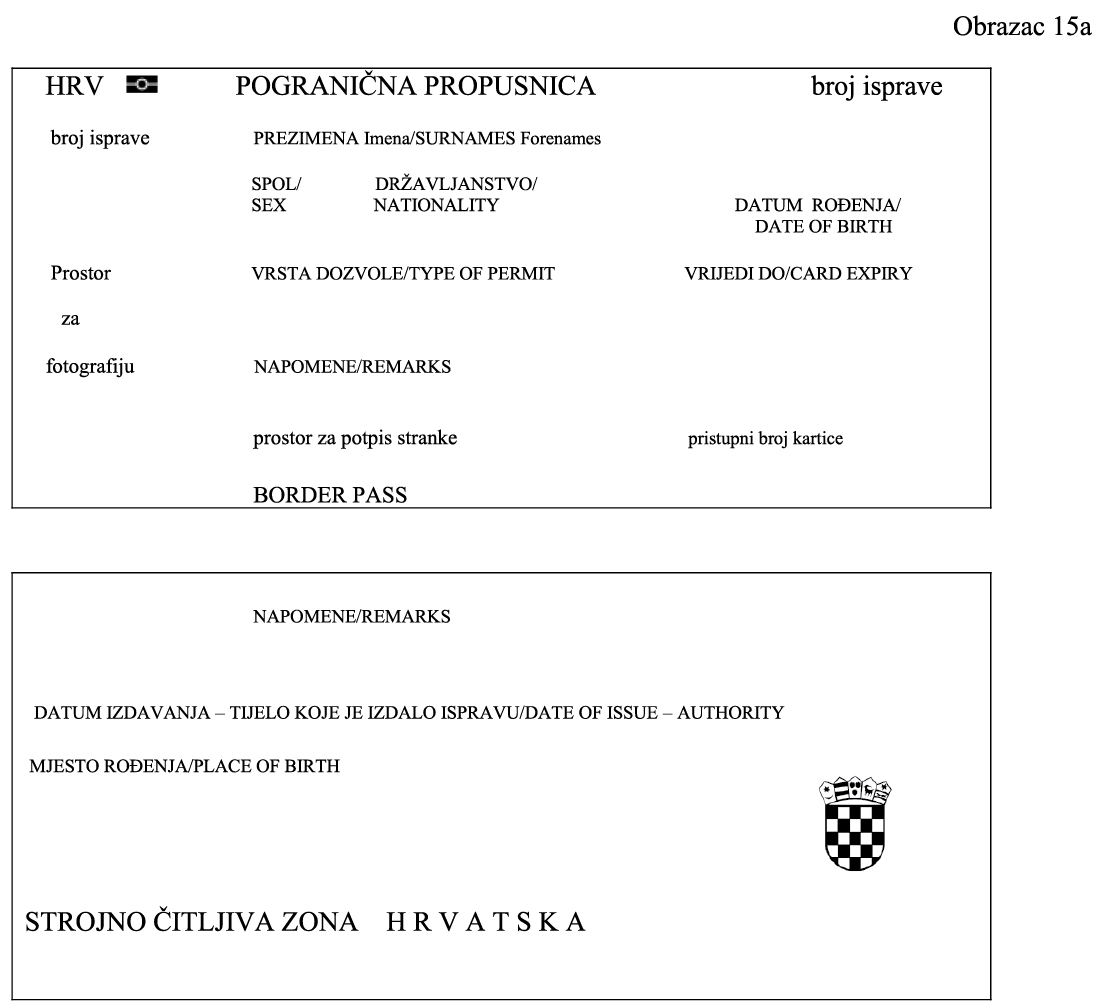 Obrazac 15a
HRV POGRANIČNA PROPUSNICA broj isprave
broj isprave PREZIMENA Imena/SURNAMES Forenames
SPOL/ DRŽAVLJANSTVO/
SEX NATIONALITY DATUM ROĐENJA/
DATE OF BIRTH
Prostor VRSTA DOZVOLE/TYPE OF PERMIT VRIJEDI DO/CARD EXPIRY
za
fotografiju NAPOMENE/REMARKS
prostor za potpis stranke pristupni broj kartice
BORDER PASS
NAPOMENE/REMARKS
DATUM IZDAVANJA – TIJELO KOJE JE IZDALO ISPRAVU/DATE OF ISSUE – AUTHORITY
MJESTO ROĐENJA/PLACE OF BIRTH
STROJNO ČITLJIVA ZONA H R V A T S K A